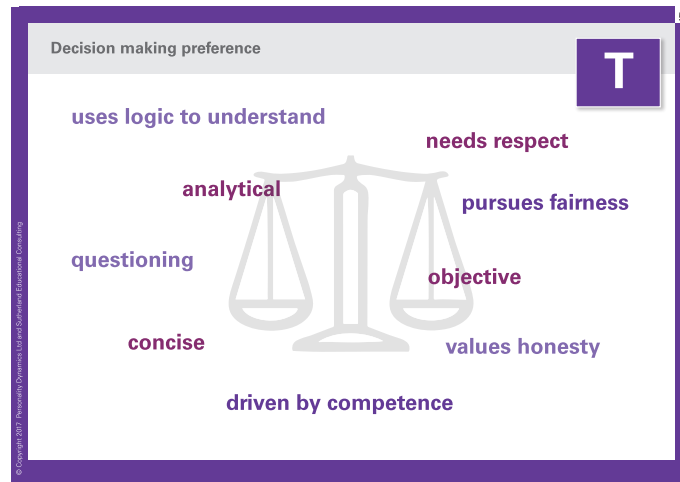 Decision making preference
T
uses logic to understand
needs respect
analytical
pursues fairness
questioning
objective
concise
values honesty
driven by competence
© Copyright 2017 Personality Dynamics Ltd and Sutherland Educational Consulting